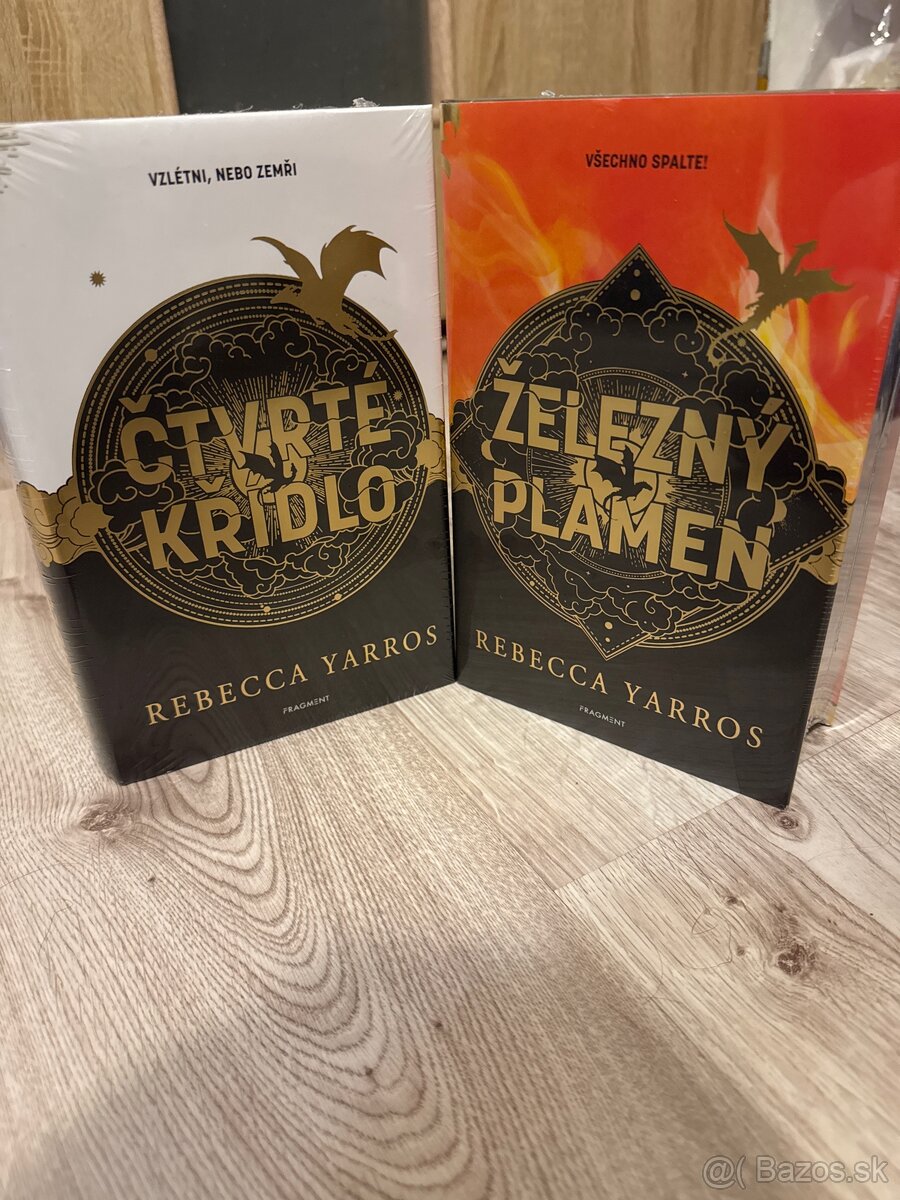 VZLÉTNI, NEBO ZEMŘI
ČTVRTÉ
KŘÍDLO
REBECCA YARROS
FRAGMENT
VŠECHNO SPALTE!
ŽELEZNÝ
PLAMEN
REBECCA YARROS
FRAGMENT
@( Bazos.sk